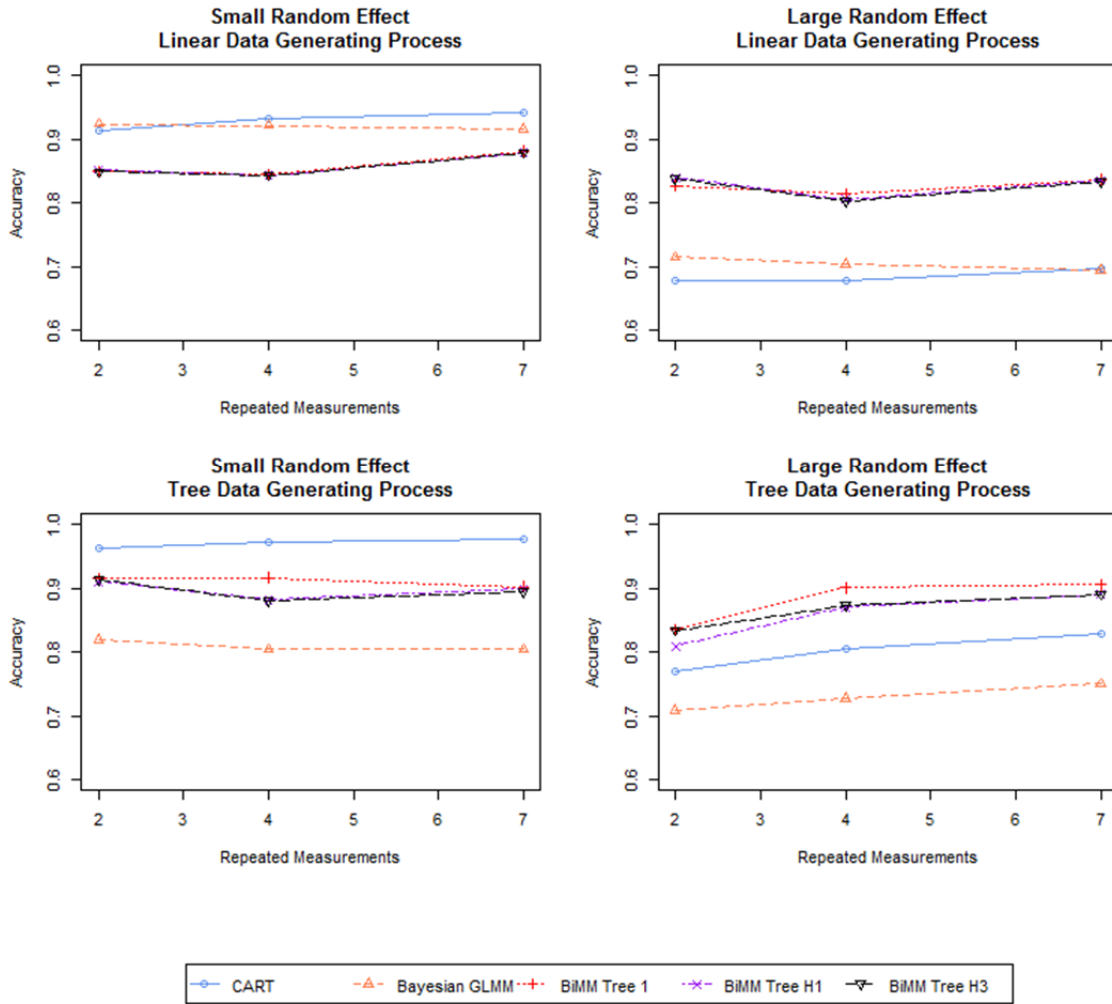 Small Random Effect
Linear Data Generating Process
Accuracy
1.0
0.9
0.8
0.7
0.6
2 3 4 5 6 7
Repeated Measurements
Large Random Effect
Linear Data Generating Process
Accuracy
1.0
0.9
0.8
0.7
0.6
2 3 4 5 6 7
Repeated Measurements
Small Random Effect
Tree Data Generating Process
Accuracy
1.0
0.9
0.8
0.7
0.6
2 3 4 5 6 7
Repeated Measurements
Large Random Effect
Tree Data Generating Process
Accuracy
1.0
0.9
0.8
0.7
0.6
2 3 4 5 6 7
Repeated Measurements
CART Bayesian GLMM BiMM Tree 1 BiMM Tree H1 BiMM Tree H3